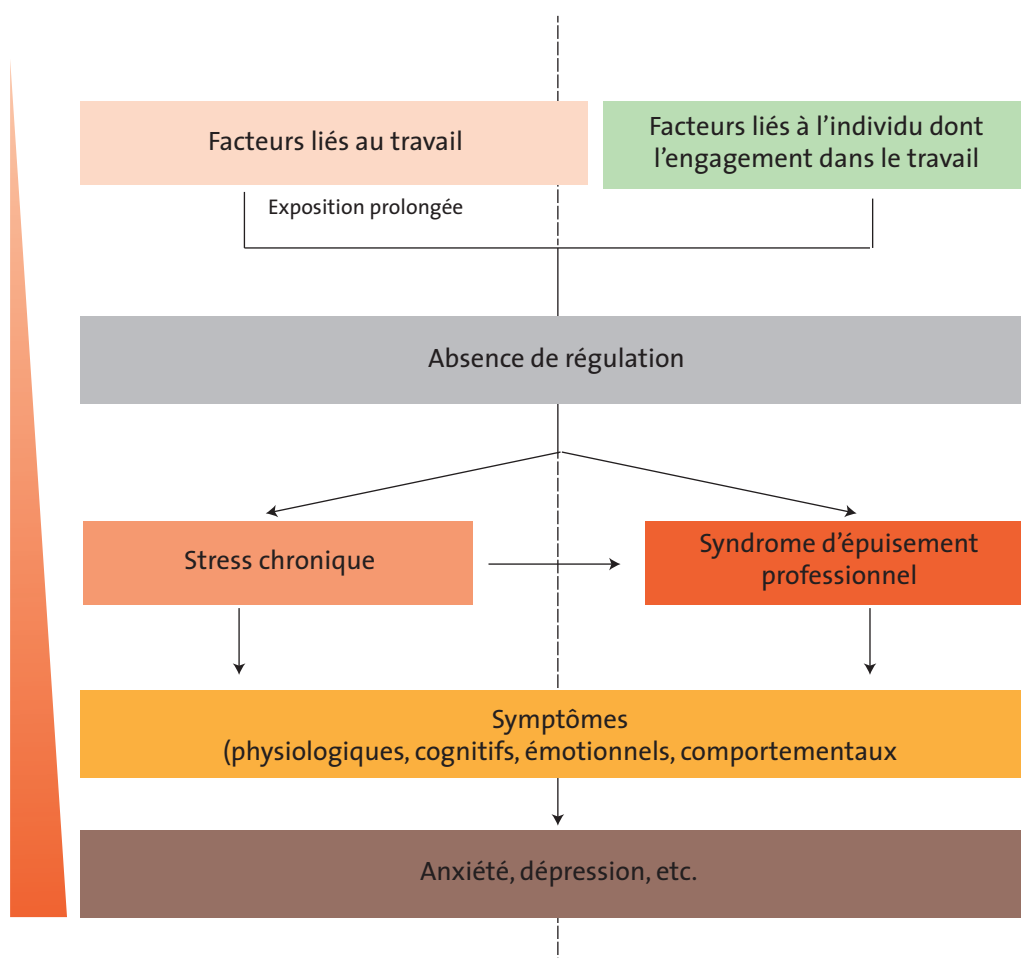 Facteurs liés au travail
Facteurs liés à l’individu dont
l’engagement dans le travail
Exposition prolongée
Absence de régulation
Stress chronique
Syndrome d’épuisement
professionnel
Symptômes
(physiologiques, cognitifs, émotionnels, comportementaux
Anxiété, dépression, etc.